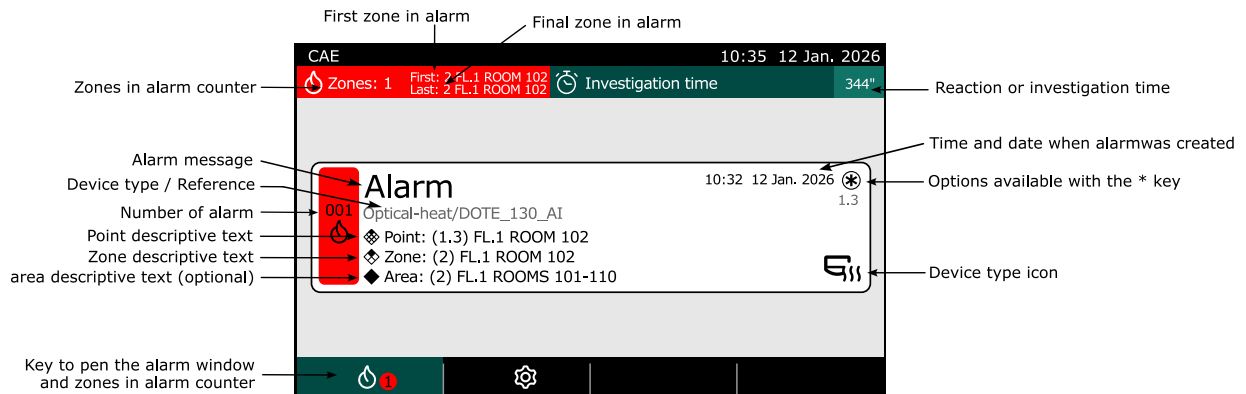 First zone in alarm
Final zone in alarm
CAE
10:35 12 Jan. 2026
Zones in alarm counter
Zones: 1
First: 2 FL.1 ROOM 102
Last: 2 FL.1 ROOM 102
Investigation time
344"
Reaction or investigation time
Time and date when alarmwas created
Alarm message
Alarm
10:32 12 Jan. 2026
Options available with the * key
1.3
Device type / Reference
Optical-heat/DOTE_130_AI
Number of alarm
001
Point descriptive text
Point: (1.3) FL.1 ROOM 102
Zone descriptive text
Zone: (2) FL.1 ROOM 102
area descriptive text (optional)
Area: (2) FL.1 ROOMS 101-110
Device type icon
Key to pen the alarm window
and zones in alarm counter
1